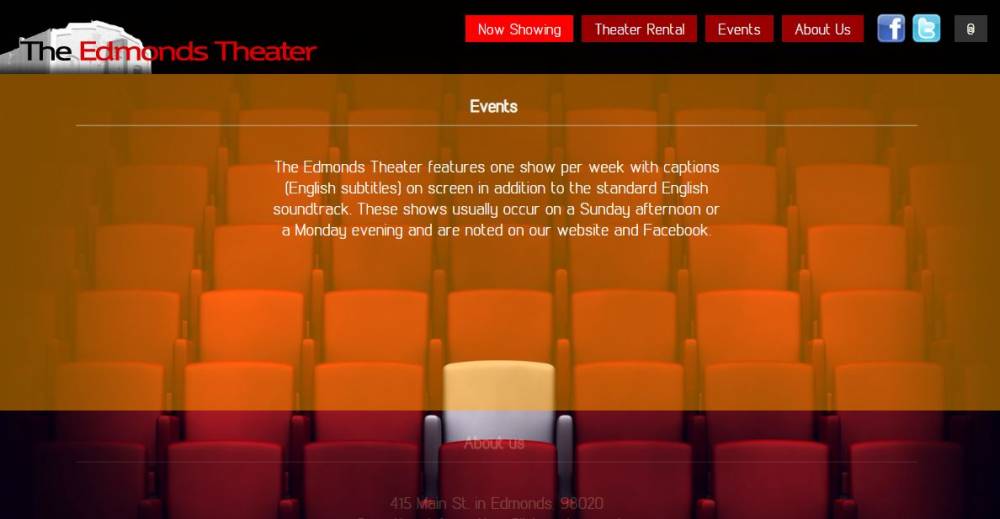 The Edmonds Theater
Now Showing
Theater Rental
Events
About Us
@
Events
The Edmonds Theater features one show per week with captions
(English subtitles) on screen in addition to the standard English
soundtrack. These shows usually occur on a Sunday afternoon or
a Monday evening and are noted on our website and Facebook.
About us
415 Main St. in Edmonds 98020